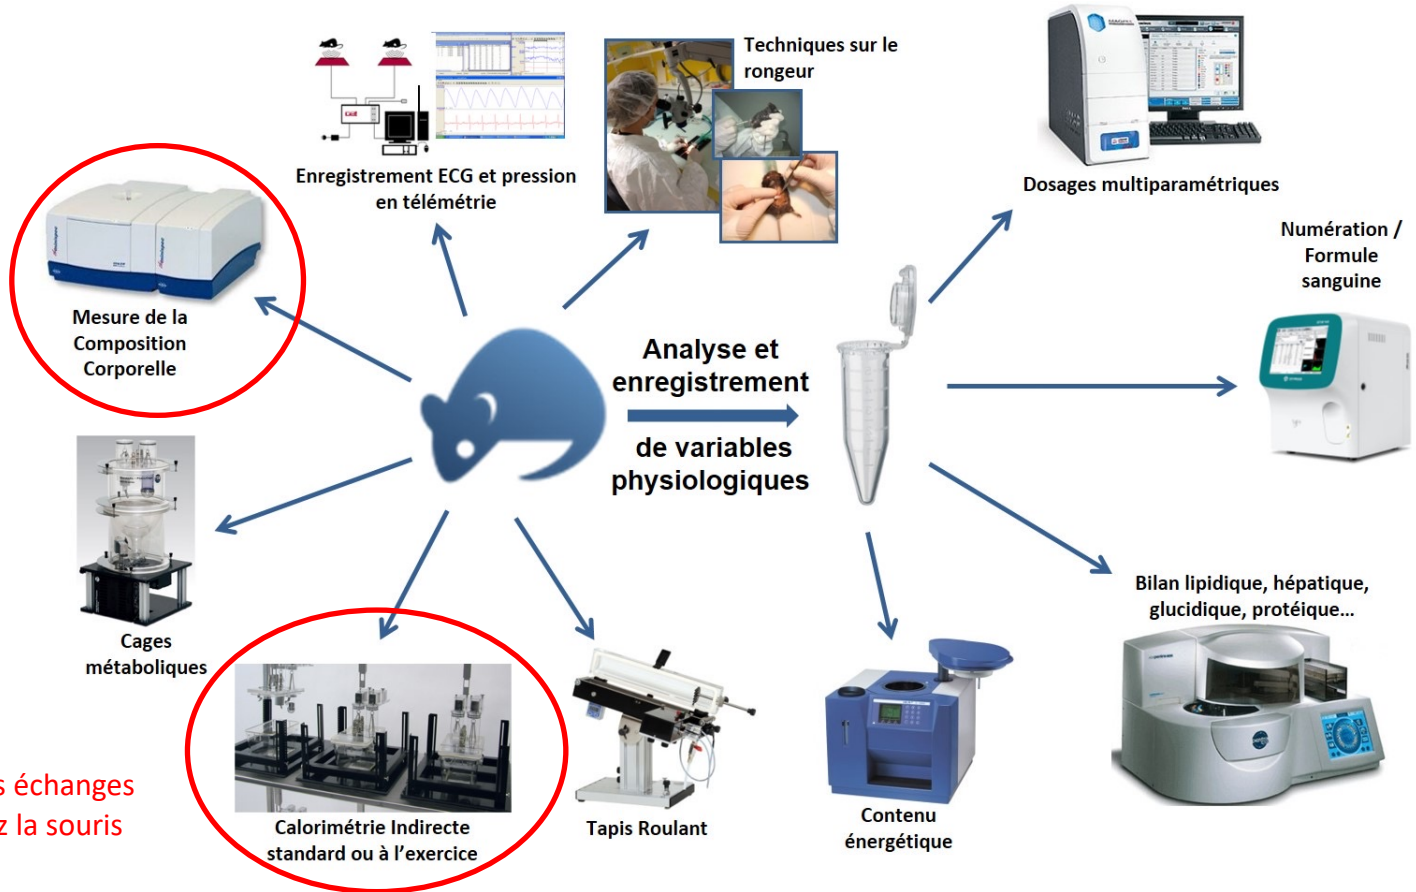 Techniques sur le
rongeur
Enregistrement ECG et pression
en télémétrie
Dosages multiparamétriques
Numération /
Formule
sanguine
Mesure de la
Composition
Corporelle
Analyse et
enregistrement
de variables
physiologiques
Cages
métaboliques
Bilan lipidique, hépatique,
glucidique, protéique...
s échanges
z la souris
Calorimétrie Indirecte
standard ou à l'exercice
Tapis Roulant
Contenu
énergétique